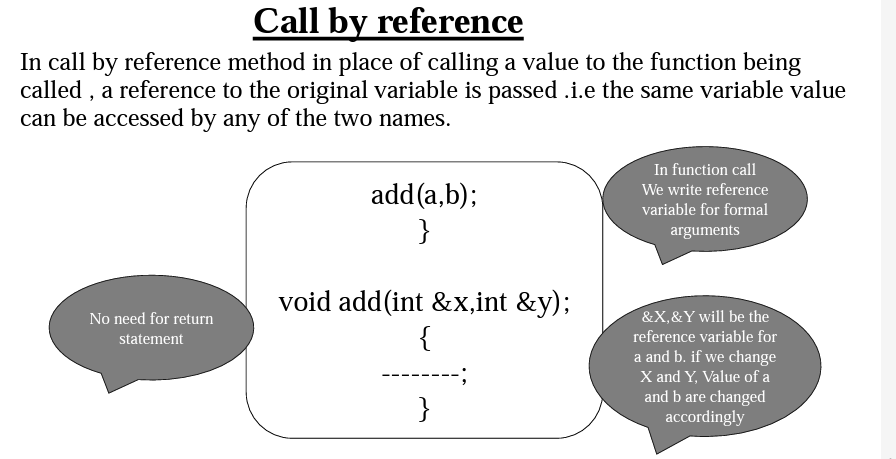 Call by reference
In call by reference method in place of calling a value to the function being
called , a reference to the original variable is passed .i.e the same variable value
can be accessed by any of the two names.
add(a,b);
}
In function call
We write reference
variable for formal
arguments
void add(int &x,int &y);
{
--------;
}
No need for return
statement
&X,&Y will be the
reference variable for
a and b. if we change
X and Y, Value of a
and b are changed
accordingly